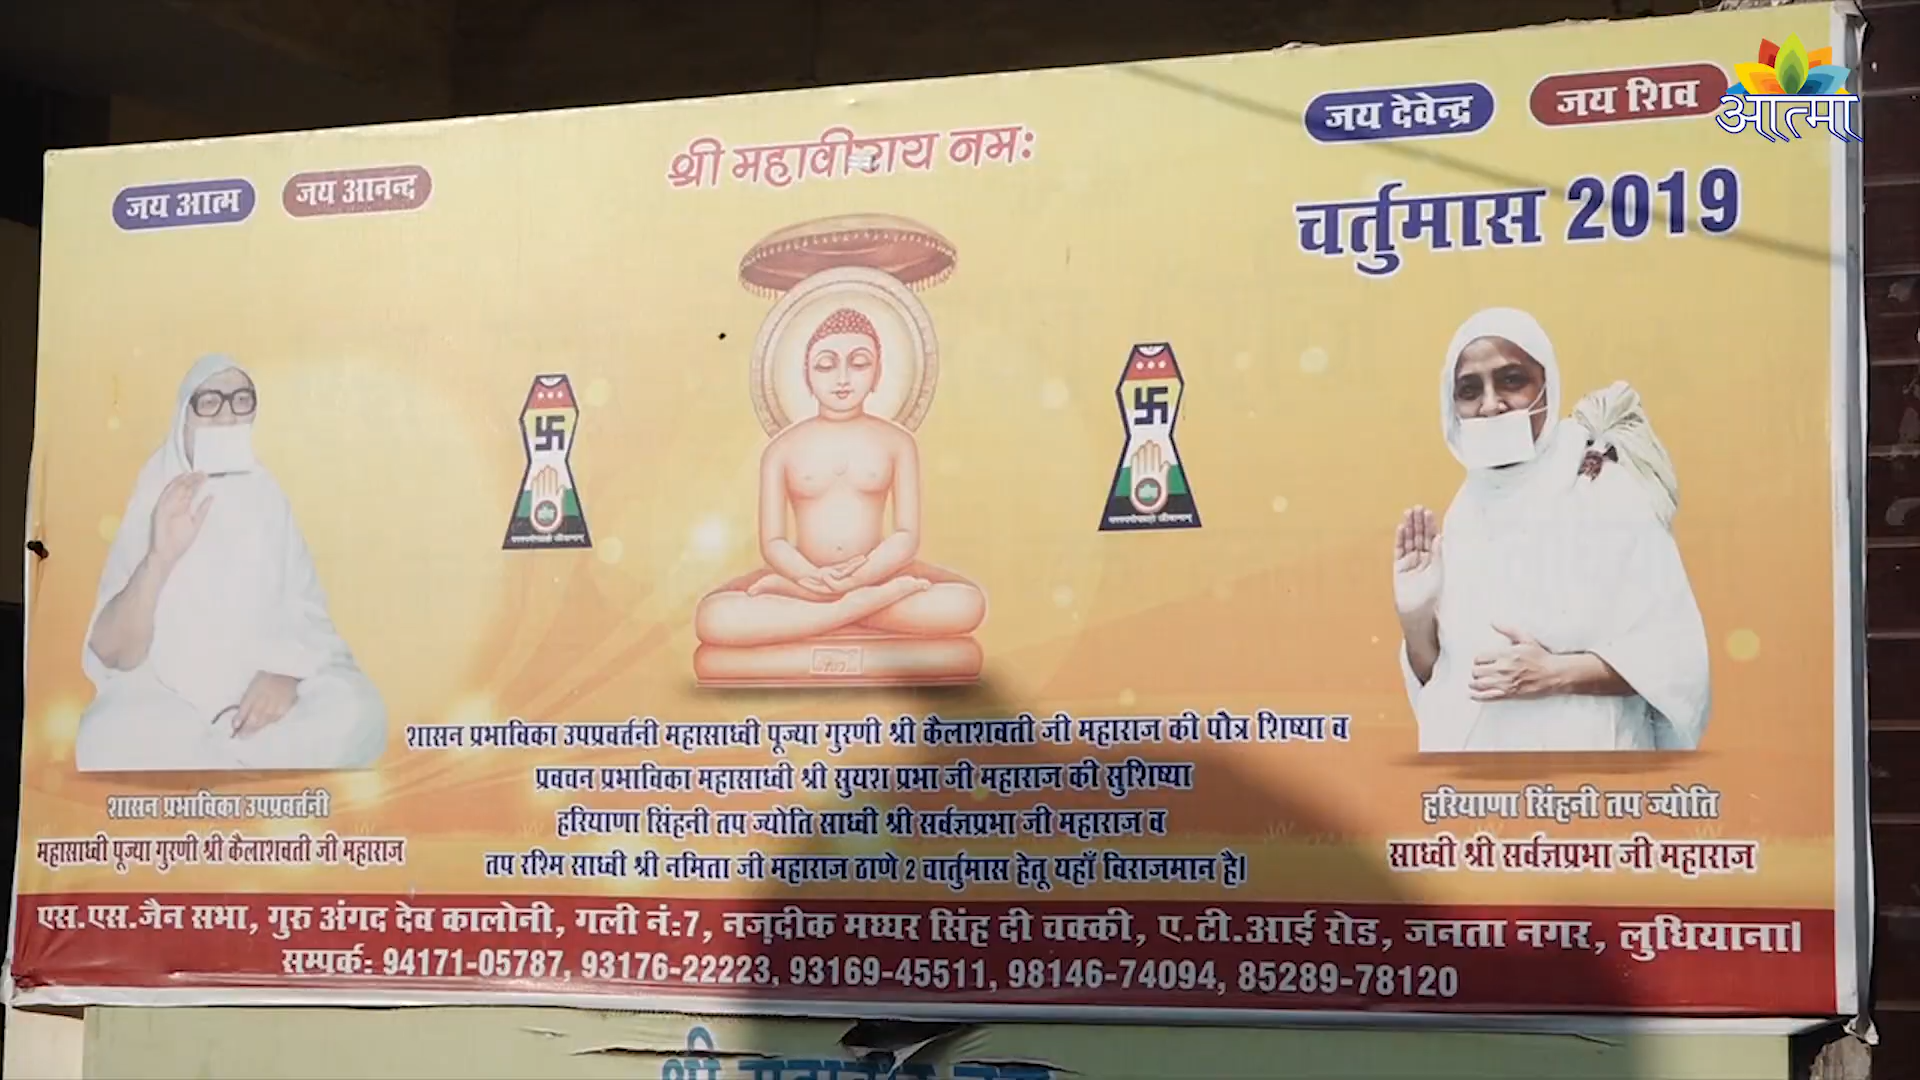 आत्मा
जय आत्म
जय आनन्द
श्री महावीराय नमः
जय देवेन्द्र
जय शिव
चर्तुमास 2019
शासन प्रभाविका उपप्रवर्त्तनी महासाध्वी पूज्या गुरणी श्री कैलाशवती जी महाराज की पौत्र शिष्या व
प्रवचन प्रभाविका महासाध्वी श्री सुयश प्रभा जी महाराज की सुशिष्या
हरियाणा सिंहनी तप ज्योति साध्वी श्री सर्वज्ञप्रभा जी महाराज व
तप रश्मि साध्वी श्री नमिता जी महाराज ठाणे 2 चार्तुमास हेतू यहाँ विराजमान है।
शासन प्रभाविका उपप्रवर्त्तनी
महासाध्वी पूज्या गुरणी श्री कैलाशवती जी महाराज
हरियाणा सिंहनी तप ज्योति
साध्वी श्री सर्वज्ञप्रभा जी महाराज
एस.एस.जैन सभा, गुरु अंगद देव कालोनी, गली नं:7, नज़दीक मघ्घर सिंह दी चक्की, ए.टी.आई रोड, जनता नगर, लुधियाना।
सम्पर्क: 94171-05787, 93176-22223, 93169-45511, 98146-74094, 85289-78120